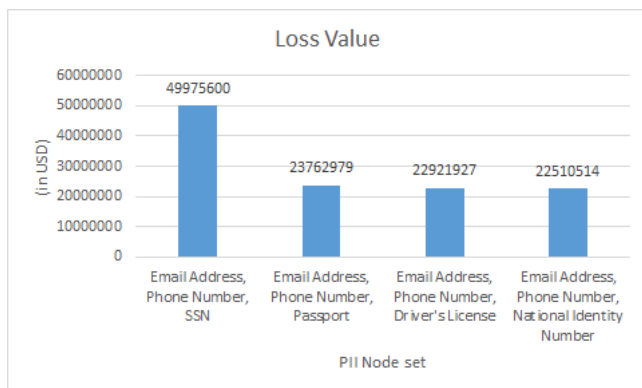 Loss Value
(in USD)
60000000
50000000
40000000
30000000
20000000
10000000
0
49975600
23762979
22921927
22510514
Email Address,
Phone Number,
SSN
Email Address,
Phone Number,
Passport
Email Address,
Phone Number,
Driver's License
Email Address,
Phone Number,
National Identity
Number
PII Node set